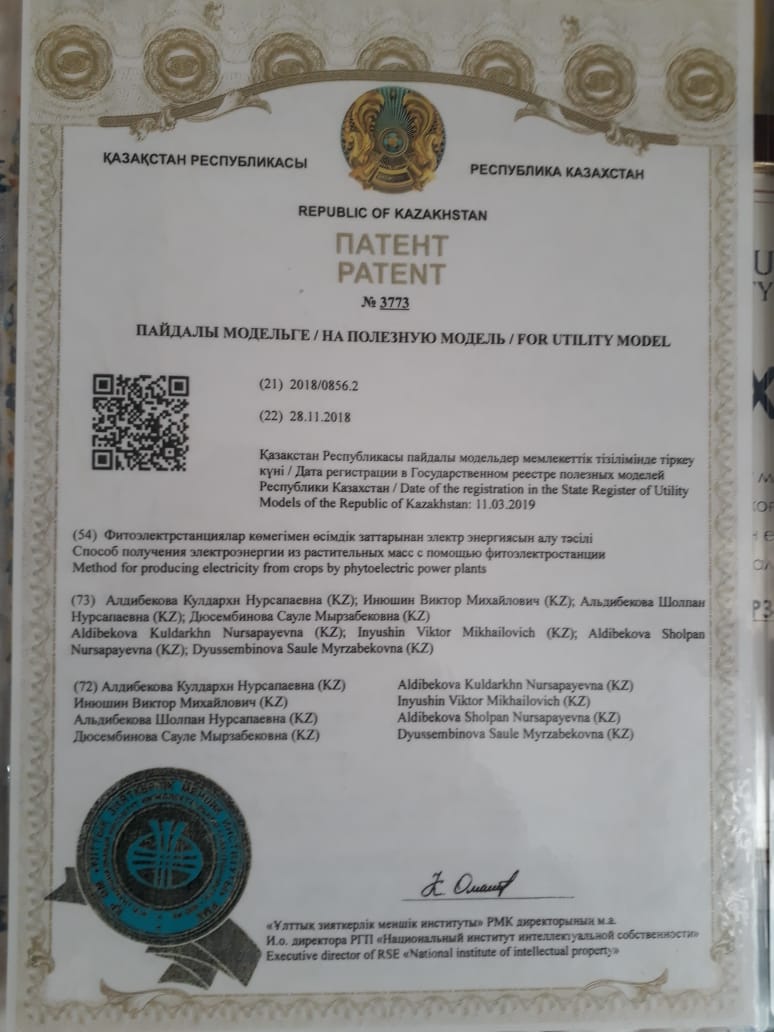 ҚАЗАҚСТАН РЕСПУБЛИКАСЫ
РЕСПУБЛИКА КАЗАХСТАН
REPUBLIC OF KAZAKHSTAN
ПАТЕНТ
PATENT
№ 3773
ПАЙДАЛЫ МОДЕЛЬГЕ / НА ПОЛЕЗНУЮ МОДЕЛЬ / FOR UTILITY MODEL
(21) 2018/0856.2
(22) 28.11.2018
Қазақстан Республикасы пайдалы модельдер мемлекеттік тізілімінде тіркеу
күні / Дата регистрации в Государственном реестре полезных моделей
Республики Казахстан / Date of the registration in the State Register of Utility
Models of the Republic of Kazakhstan: 11.03.2019
(54) Фитоэлектрстанциялар көмегімен өсімдік заттарынан электр энергиясын алу тәсілі
Способ получения электроэнергии из растительных масс с помощью фитоэлектростанции
Method for producing electricity from crops by phytoelectric power plants
(73) Алдибекова Кулдархн Нурсапаевна (KZ); Инюшин Виктор Михайлович (KZ); Альдибекова Шолпан
Нурсапаевна (KZ); Дюсембинова Сауле Мырзабековна (KZ)
Aldibekova Kuldarkhn Nursapayevna (KZ); Inyushin Viktor Mikhailovich (KZ); Aldibekova Sholpan
Nursapayevna (KZ); Dyussembinova Saule Myrzabekovna (KZ)
(72) Алдибекова Кулдархн Нурсапаевна (KZ)
Инюшин Виктор Михайлович (KZ)
Альдибекова Шолпан Нурсапаевна (KZ)
Дюсембинова Сауле Мырзабековна (KZ)
Aldibekova Kuldarkhn Nursapayevna (KZ)
Inyushin Viktor Mikhailovich (KZ)
Aldibekova Sholpan Nursapayevna (KZ)
Dyussembinova Saule Myrzabekovna (KZ)
«Ұлттық зияткерлік меншік институты» РМК директорының м.а.
И.о. директора РГП «Национальный институт интеллектуальной собственности»
Executive director of RSE «National institute of intellectual property»